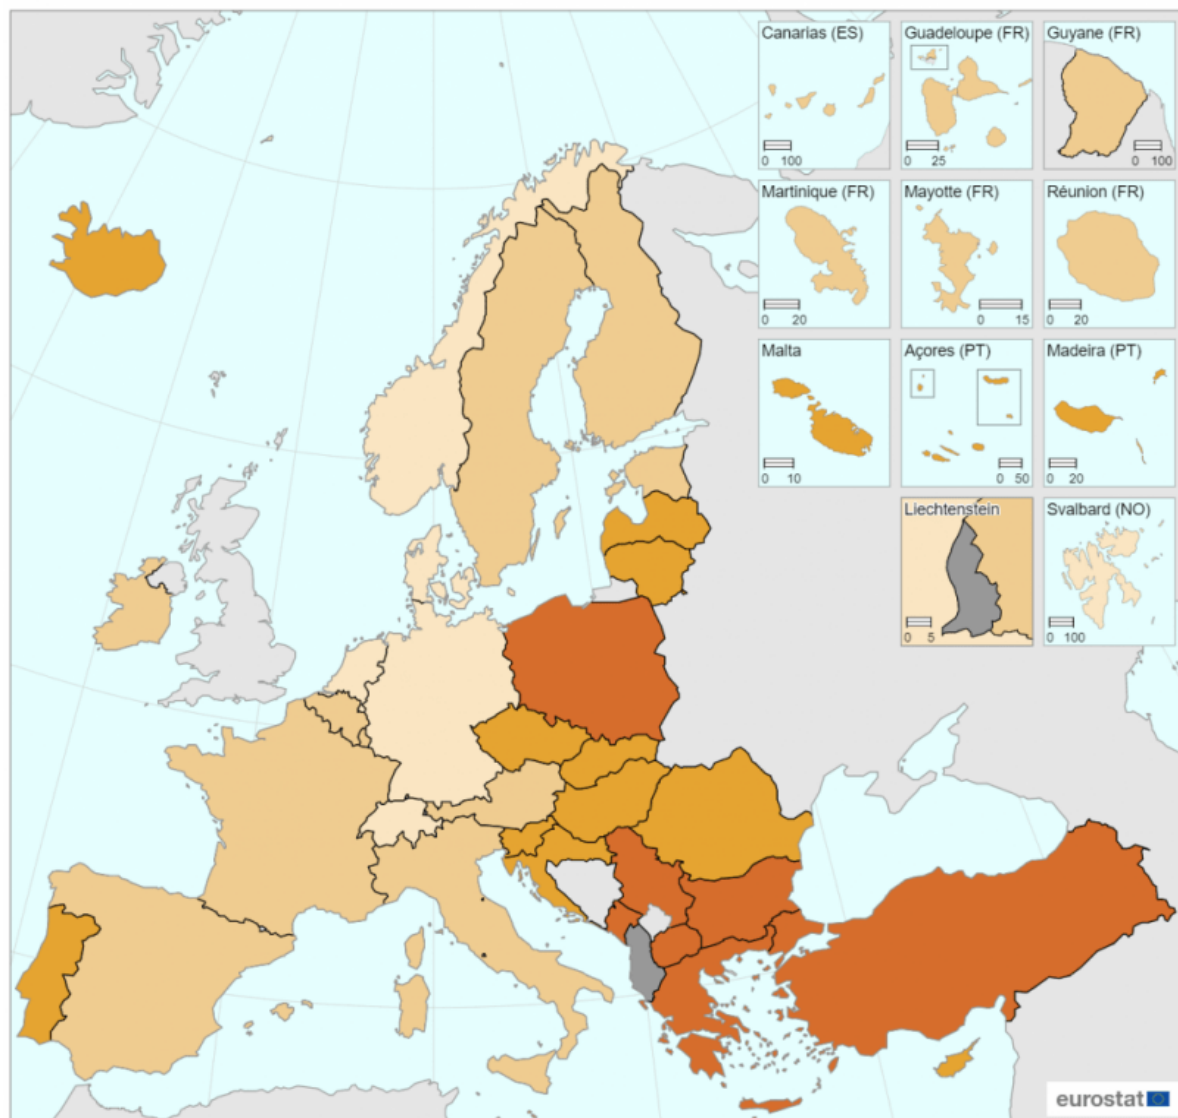 Canarias (ES)
0 100
Guadeloupe (FR)
0 25
Guyane (FR)
0 100
Martinique (FR)
0 20
Mayotte (FR)
0 15
Réunion (FR)
0 20
Malta
0 10
Açores (PT)
0 50
Madeira (PT)
0 20
Liechtenstein
0 5
Svalbard (NO)
0 100
eurostat